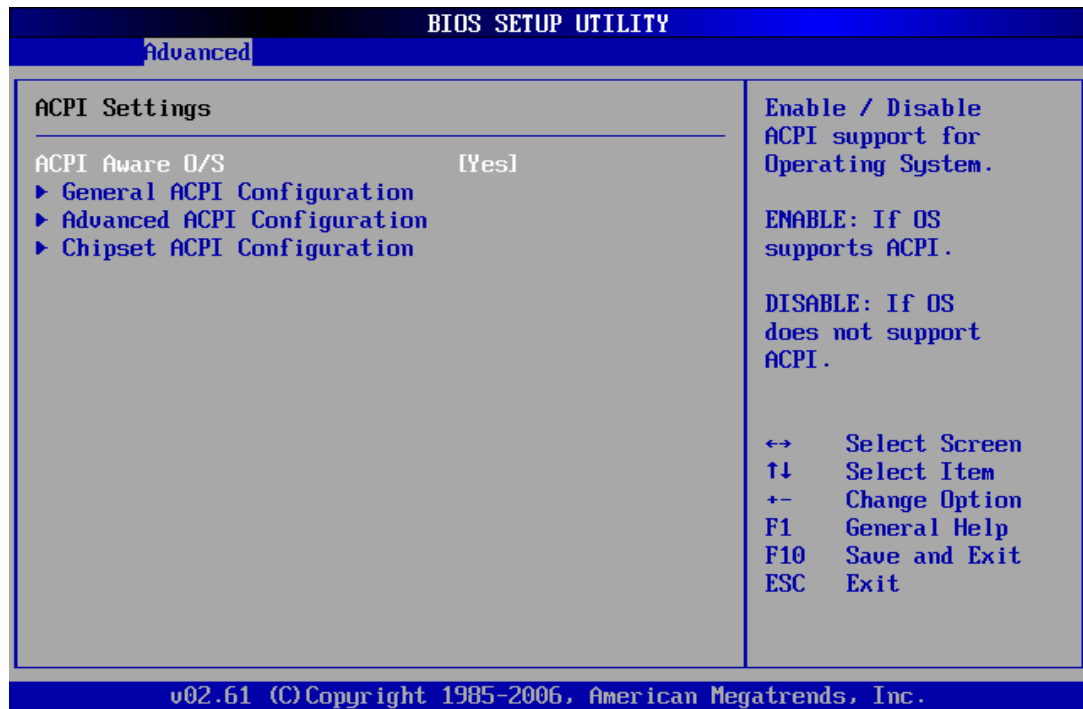 BIOS SETUP UTILITY
Advanced
ACPI Settings
ACPI Aware O/S [Yes]
▶ General ACPI Configuration
▶ Advanced ACPI Configuration
▶ Chipset ACPI Configuration
Enable / Disable
ACPI support for
Operating System.
ENABLE: If OS
supports ACPI.
DISABLE: If OS
does not support
ACPI.
←→ Select Screen
↑↓ Select Item
+- Change Option
F1 General Help
F10 Save and Exit
ESC Exit
v02.61 (C)Copyright 1985-2006, American Megatrends, Inc.